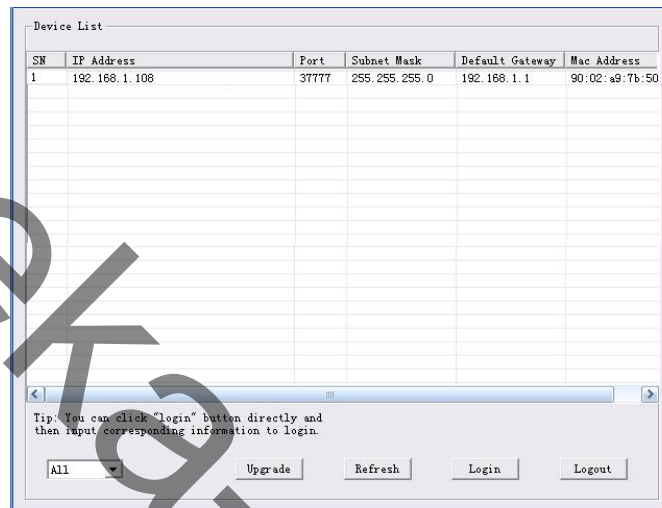 Device List
SN IP Address Port Subnet Mask Default Gateway Mac Address
1 192.168.1.108 37777 255.255.255.0 192.168.1.1 90:02:a9:7b:50
Tip: You can click "login" button directly and
then input corresponding information to login.
All Upgrade Refresh Login Logout